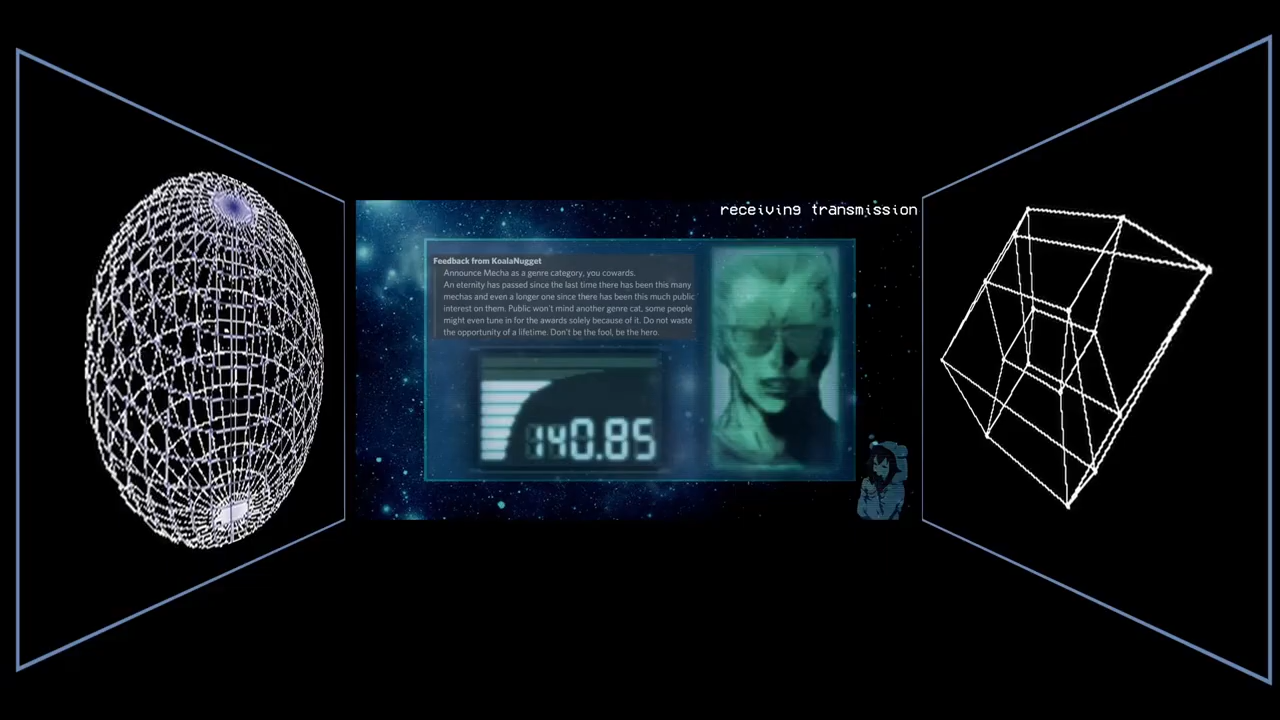 receiving transmission
Feedback from KoalaNugget
Announce Mecha as a genre category, you cowards.
An eternity has passed since the last time there has been this many
mechas and even a longer one since there has been this much public
interest on them. Public won't mind another genre cat, some people
might even tune in for the awards solely because of it. Do not waste
the opportunity of a lifetime. Don't be the fool, be the hero.
140.85